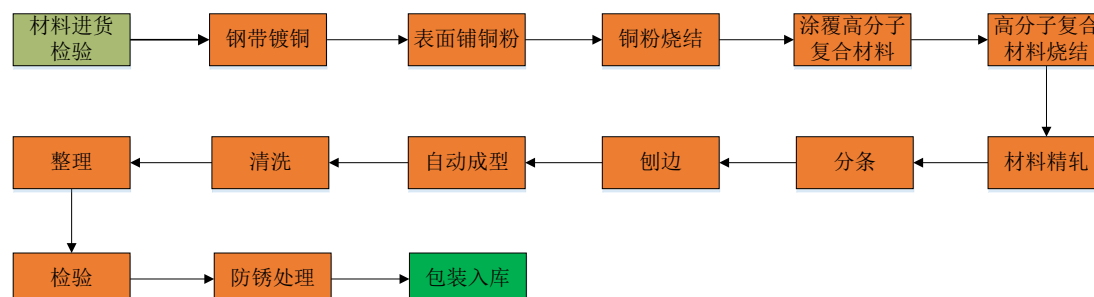 材料进货
检验
钢带镀铜
表面铺铜粉
铜粉烧结
涂覆高分子
复合材料
高分子复合
材料烧结
整理
清洗
自动成型
刨边
分条
材料精轧
检验
防锈处理
包装入库